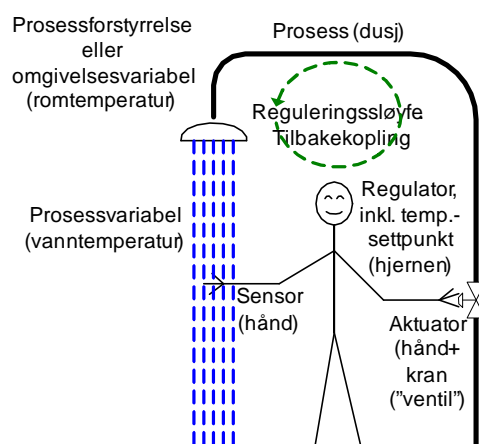 Prosessforstyrrelse
eller
omgivelsesvariabel
(romtemperatur)
Prosess (dusj)
Reguleringssløyfe.
Tilbakekopling
Prosessvariabel
(vanntemperatur)
Regulator,
inkl. temp.-
settpunkt
(hjernen)
Sensor
(hånd)
Aktuator
(hånd+
kran
("ventil")